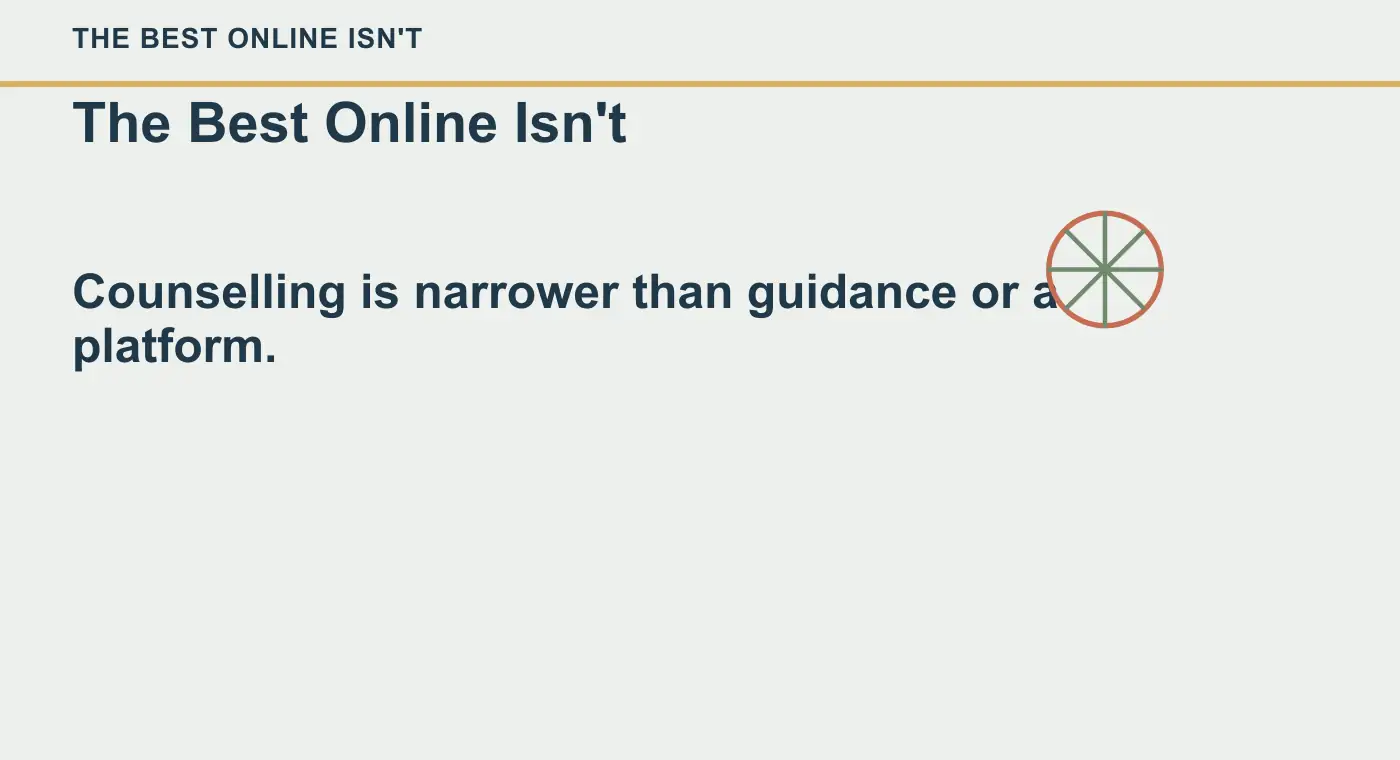 THE BEST ONLINE ISN'T
The Best Online Isn't
Counselling is narrower than guidance or a
platform.